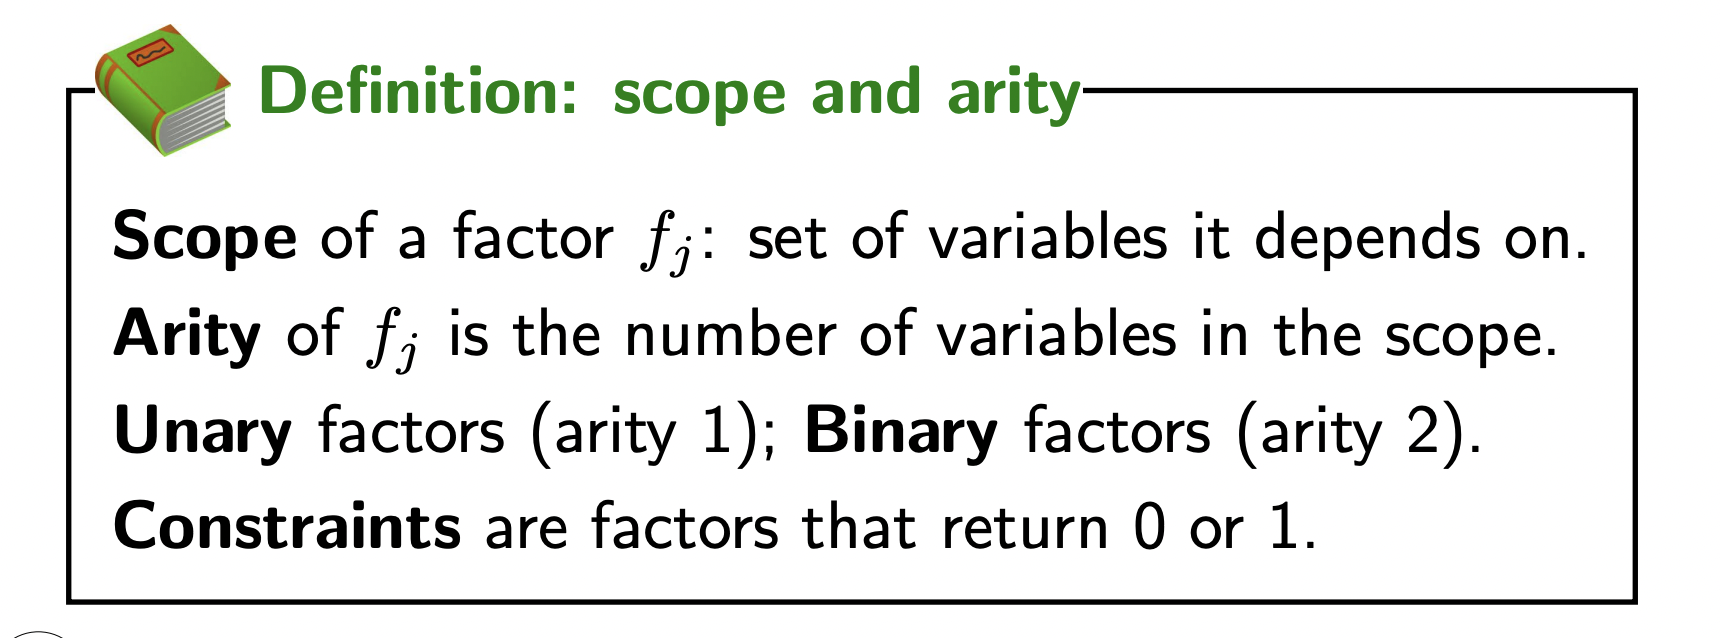 Definition: scope and arity
Scope of a factor fj: set of variables it depends on.
Arity of fj is the number of variables in the scope.
Unary factors (arity 1); Binary factors (arity 2).
Constraints are factors that return 0 or 1.